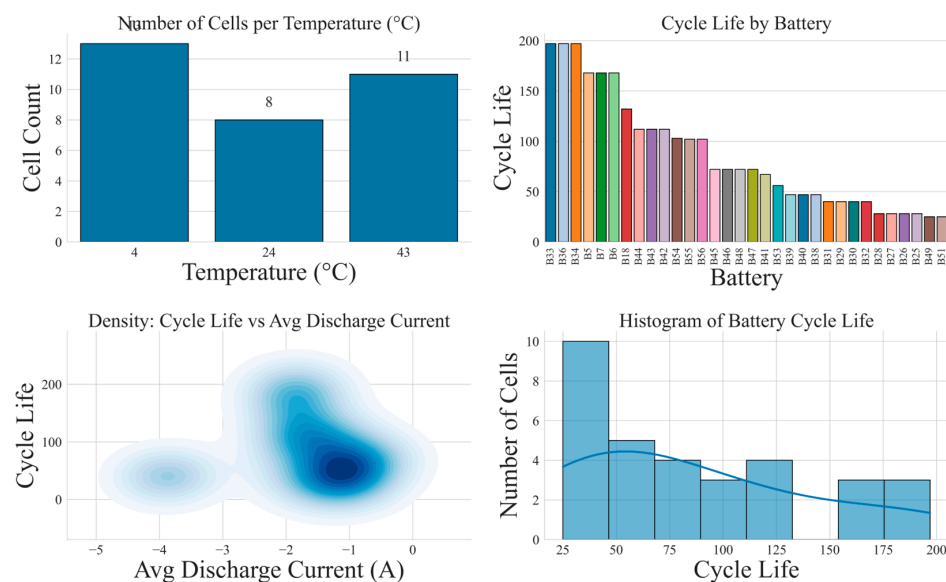 Number of Cells per Temperature (°C)
13
12
10
8
6
4
2
0
8
11
4
24
43
Cell Count
Temperature (°C)
Cycle Life by Battery
200
150
100
50
0
Cycle Life
B33
B36
B34
B5
B7
B6
B18
B44
B43
B42
B54
B55
B56
B45
B46
B48
B47
B41
B53
B39
B40
B38
B31
B29
B30
B32
B28
B27
B26
B25
B49
B51
Battery
Density: Cycle Life vs Avg Discharge Current
200
100
0
Cycle Life
−5
−4
−3
−2
−1
0
Avg Discharge Current (A)
Histogram of Battery Cycle Life
10
8
6
4
2
0
Number of Cells
25
50
75
100
125
150
175
200
Cycle Life